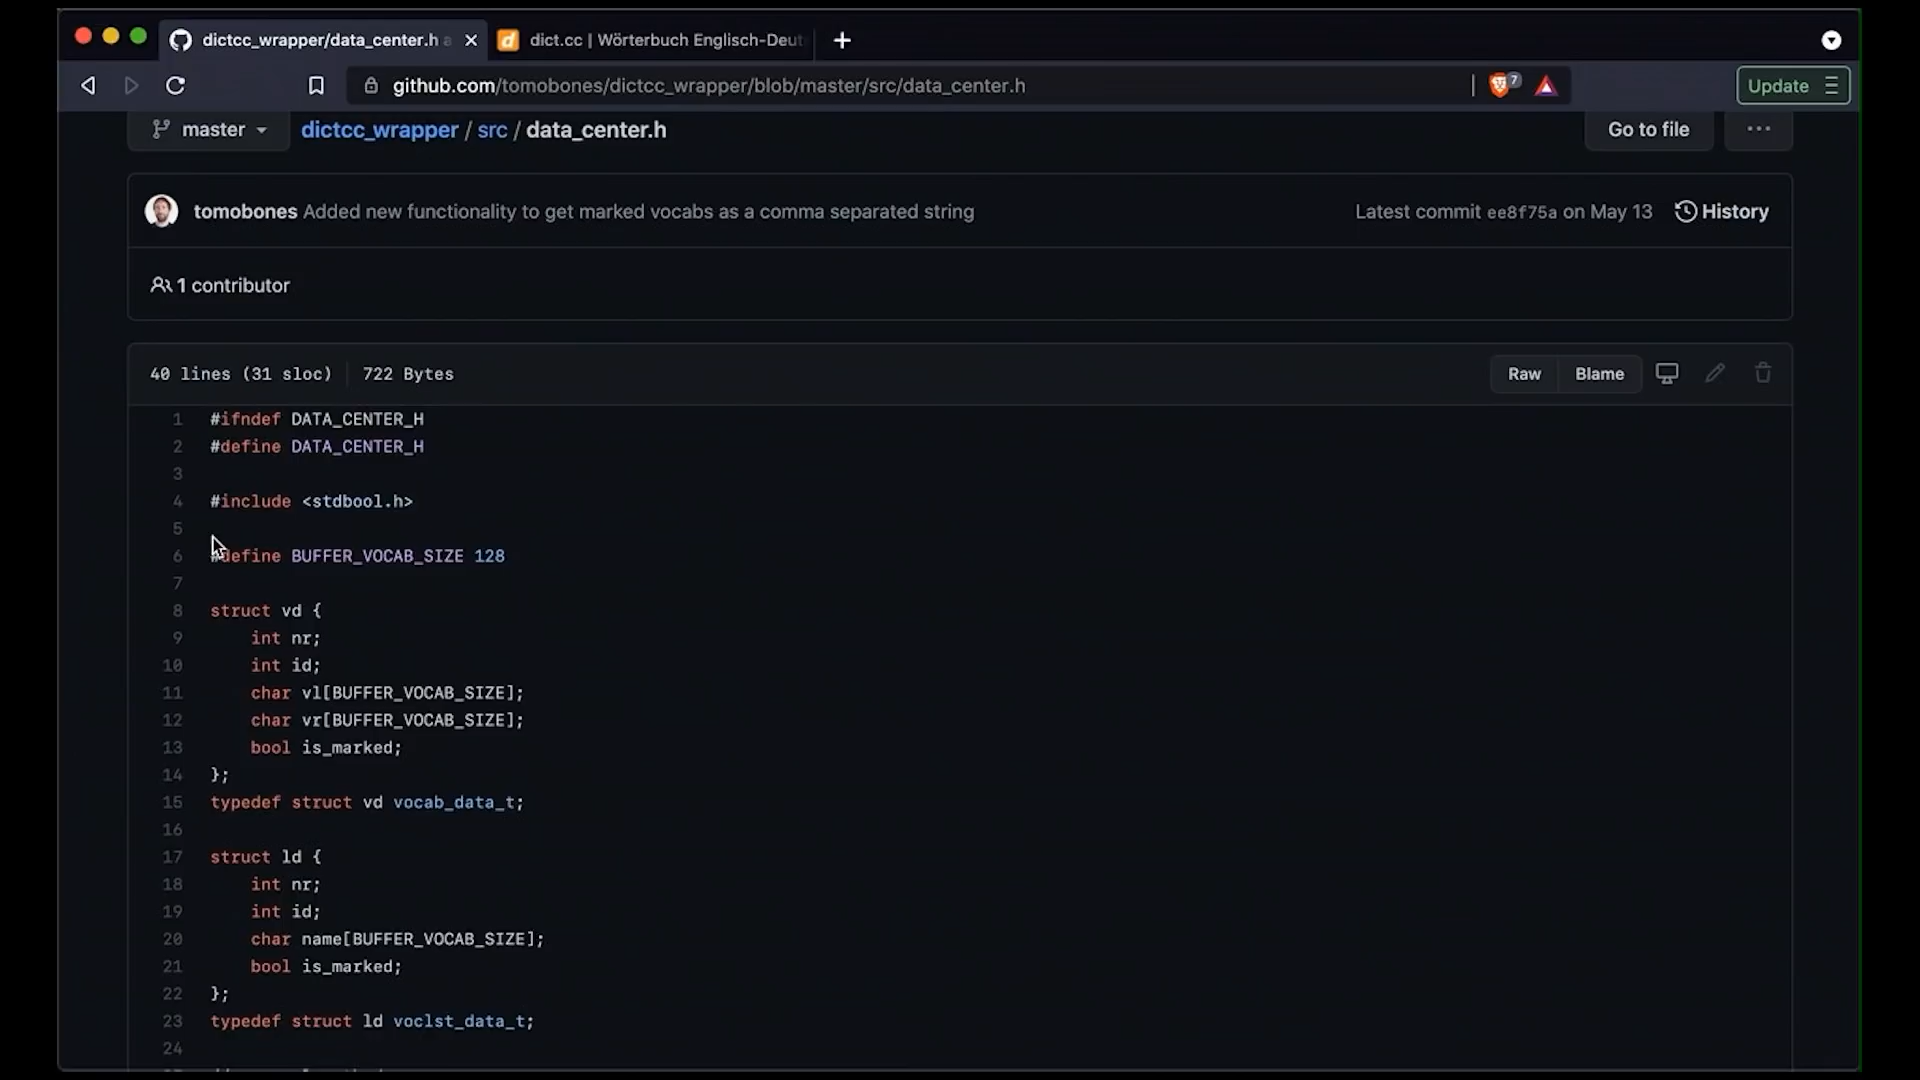 dictcc_wrapper/data_center.h a
dict.cc | Wörterbuch Englisch-Deut
github.com/tomobones/dictcc_wrapper/blob/master/src/data_center.h
7
Update
master
dictcc_wrapper / src / data_center.h
Go to file
tomobones Added new functionality to get marked vocabs as a comma separated string
Latest commit ee8f75a on May 13
History
1 contributor
40 lines (31 sloc)
722 Bytes
Raw
Blame
1 #ifndef DATA_CENTER_H
2 #define DATA_CENTER_H
3
4 #include <stdbool.h>
5
6 #define BUFFER_VOCAB_SIZE 128
7
8 struct vd {
9 int nr;
10 int id;
11 char vl[BUFFER_VOCAB_SIZE];
12 char vr[BUFFER_VOCAB_SIZE];
13 bool is_marked;
14 };
15 typedef struct vd vocab_data_t;
16
17 struct ld {
18 int nr;
19 int id;
20 char name[BUFFER_VOCAB_SIZE];
21 bool is_marked;
22 };
23 typedef struct ld voclst_data_t;
24